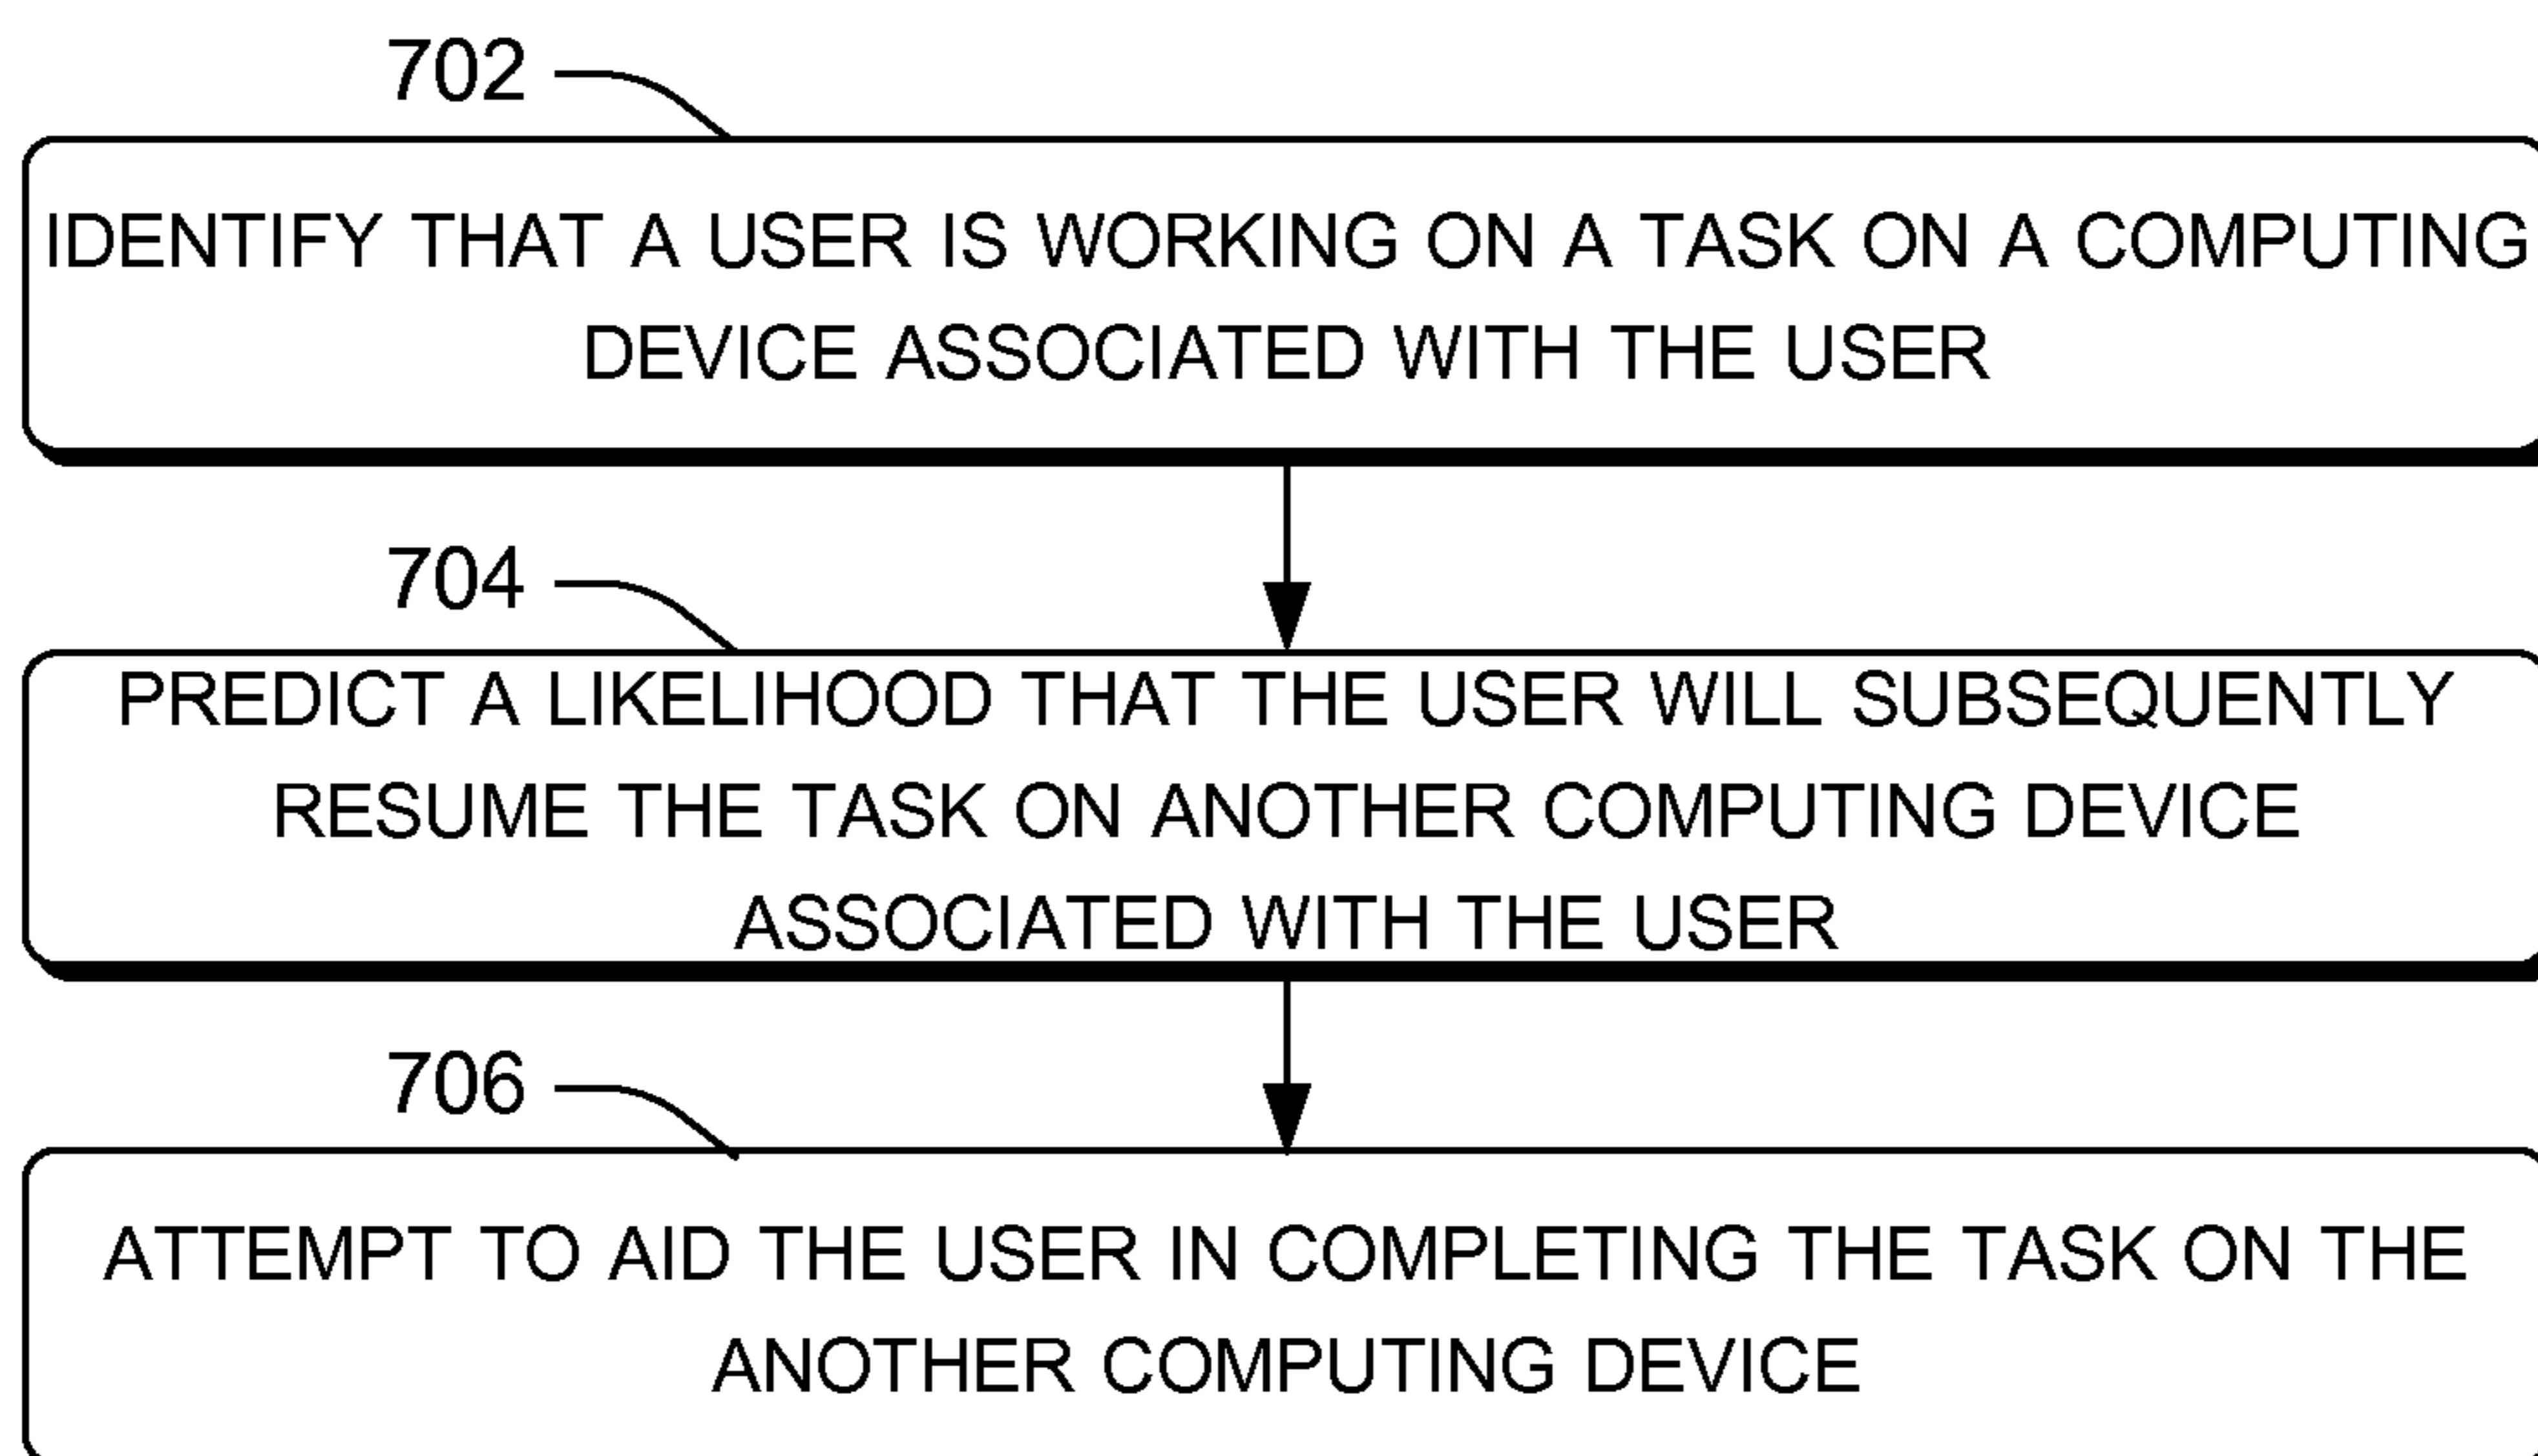 702
IDENTIFY THAT A USER IS WORKING ON A TASK ON A COMPUTING
DEVICE ASSOCIATED WITH THE USER
704
PREDICT A LIKELIHOOD THAT THE USER WILL SUBSEQUENTLY
RESUME THE TASK ON ANOTHER COMPUTING DEVICE
ASSOCIATED WITH THE USER
706
ATTEMPT TO AID THE USER IN COMPLETING THE TASK ON THE
ANOTHER COMPUTING DEVICE